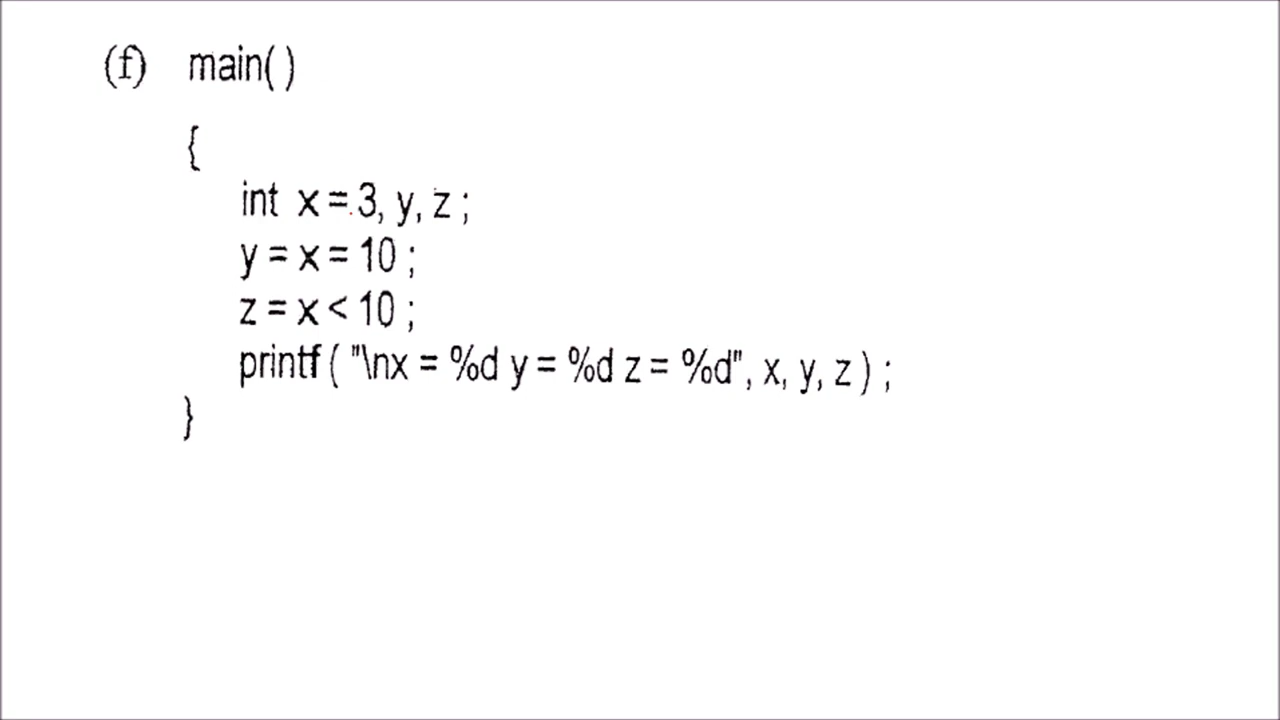 (f) main( )
{
int x = 3, y, z ;
y = x = 10 ;
z = x < 10 ;
printf ( "\nx = %d y = %d z = %d", x, y, z ) ;
}